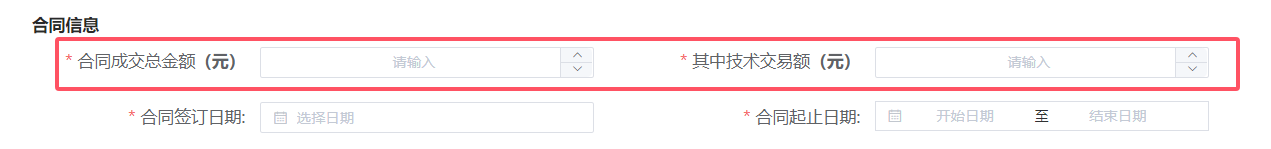 合同信息
* 合同成交总金额（元） 请输入 * 其中技术交易额（元） 请输入
* 合同签订日期: 选择日期 * 合同起止日期: 开始日期 至 结束日期